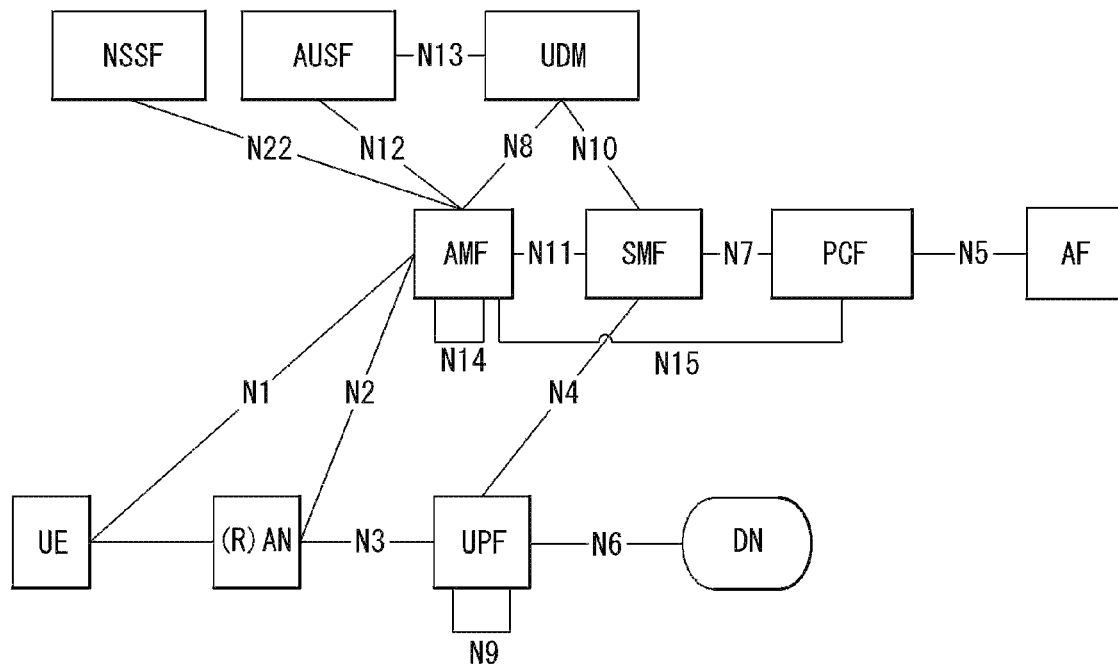 NSSF
AUSF
N13
UDM
N22
N12
N8
N10
AMF
N11
SMF
N7
PCF
N5
AF
N14
N15
N1
N2
N4
UE
(R) AN
N3
UPF
N6
DN
N9